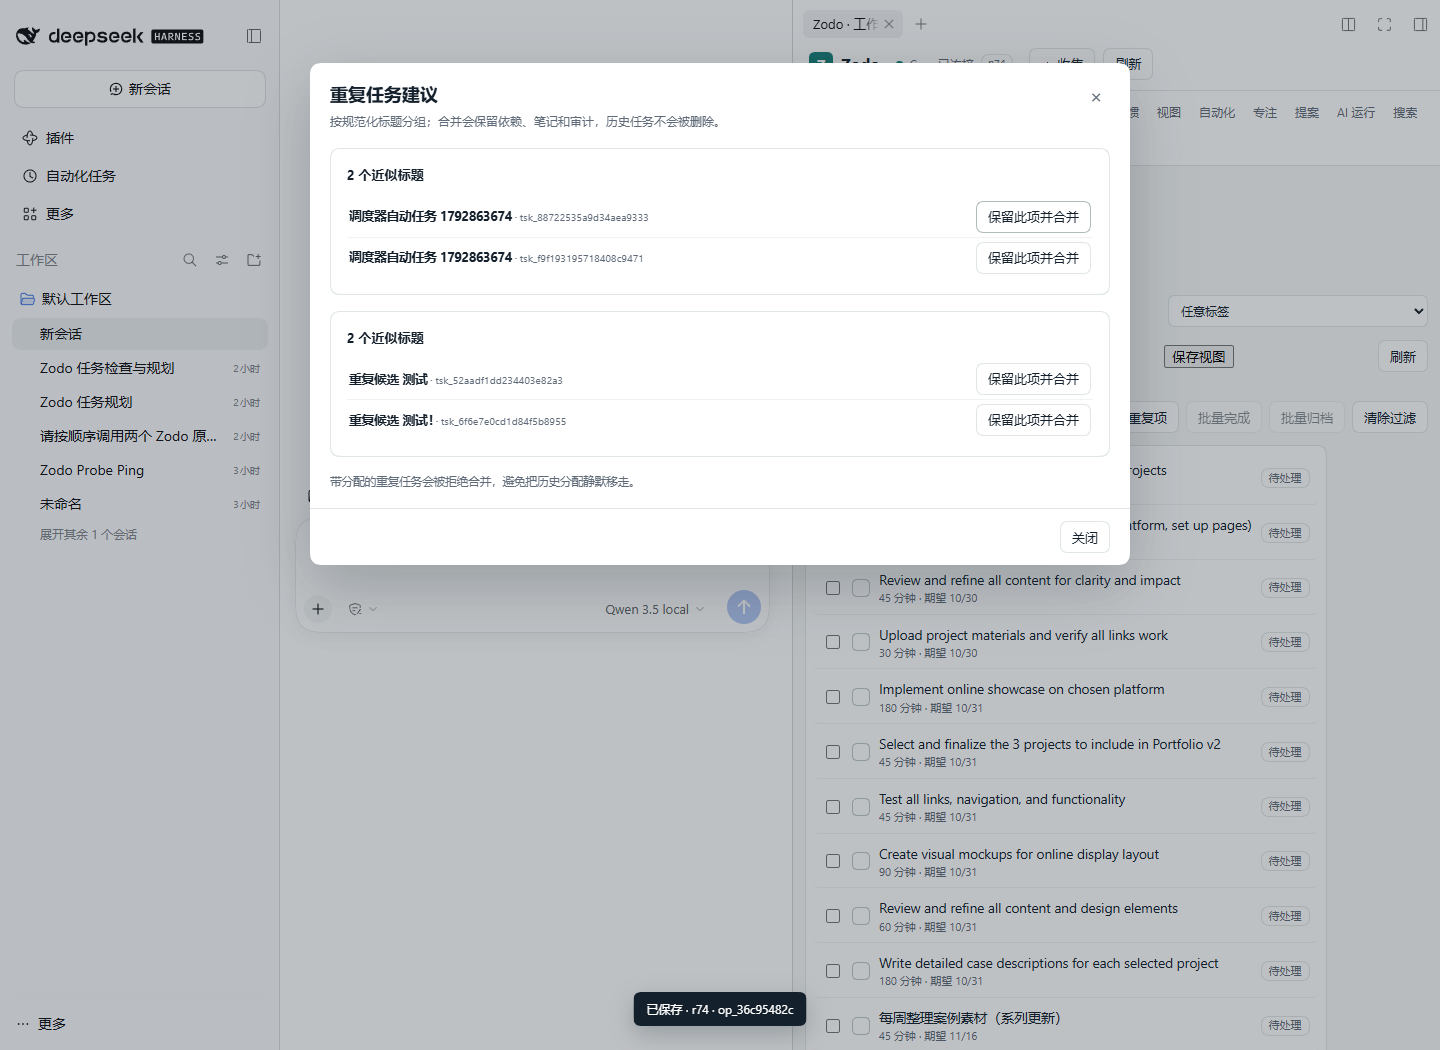 deepseek HARNESS
新会话
插件
自动化任务
更多
工作区
默认工作区
新会话
Zodo 任务检查与规划 2小时
Zodo 任务规划 2小时
请按顺序调用两个 Zodo 原... 2小时
Zodo Probe Ping 3小时
未命名 3小时
展开其余 1 个会话
更多
Qwen 3.5 local
Zodo · 工作
刷新
视图 自动化 专注 提案 AI 运行 搜索
任意标签
保存视图 刷新
重复项 批量完成 批量归档 清除过滤
重复任务建议
按规范化标题分组；合并会保留依赖、笔记和审计，历史任务不会被删除。
2 个近似标题
调度器自动任务 1792863674 · tsk_88722535a9d34aea9333 保留此项并合并
调度器自动任务 1792863674 · tsk_f9f193195718408c9471 保留此项并合并
2 个近似标题
重复候选 测试 · tsk_52aadf1dd234403e82a3 保留此项并合并
重复候选 测试! · tsk_6f6e7e0cd1d84f5b8955 保留此项并合并
带分配的重复任务会被拒绝合并，避免把历史分配静默移走。
关闭
rojects 待处理
tform, set up pages) 待处理
Review and refine all content for clarity and impact 待处理
45 分钟 · 期望 10/30
Upload project materials and verify all links work 待处理
30 分钟 · 期望 10/30
Implement online showcase on chosen platform 待处理
180 分钟 · 期望 10/31
Select and finalize the 3 projects to include in Portfolio v2 待处理
45 分钟 · 期望 10/31
Test all links, navigation, and functionality 待处理
45 分钟 · 期望 10/31
Create visual mockups for online display layout 待处理
90 分钟 · 期望 10/31
Review and refine all content and design elements 待处理
60 分钟 · 期望 10/31
Write detailed case descriptions for each selected project 待处理
180 分钟 · 期望 10/31
每周整理案例素材（系列更新） 待处理
45 分钟 · 期望 11/16
已保存 · r74 · op_36c95482c